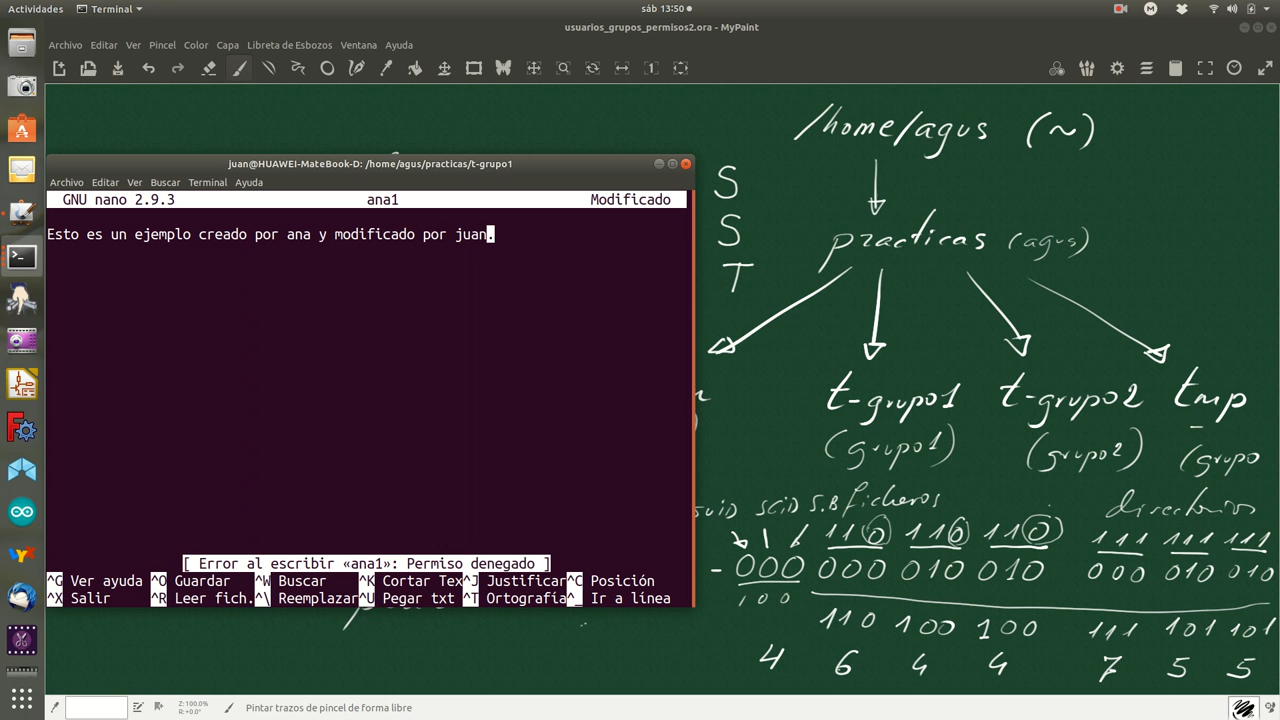 Actividades Terminal sáb 13:50
usuarios_grupos_permisos2.ora - MyPaint
Archivo Editar Ver Pincel Color Capa Libreta de Esbozos Ventana Ayuda
/home/agus (~)
juan@HUAWEI-MateBook-D: /home/agus/practicas/t-grupo1
Archivo Editar Ver Buscar Terminal Ayuda
GNU nano 2.9.3 ana1 Modificado
Esto es un ejemplo creado por ana y modificado por juan.
S
S
T
practicas (agus)
t-grupo1 t-grupo2 tmp
(grupo1) (grupo2) (grupo
SGID S.B ficheros directorios
110 110 110 111 111 111
- 000 000 010 010 000 010 010
100
110 100 100 111 101 101
4 6 4 4 7 5 5
[ Error al escribir «ana1»: Permiso denegado ]
^G Ver ayuda ^O Guardar ^W Buscar ^K Cortar Tex ^J Justificar ^C Posición
^X Salir ^R Leer fich. ^\ Reemplazar ^U Pegar txt ^T Ortografía ^_ Ir a línea
Z: 100.0%
R: +0.0°
Pintar trazos de pincel de forma libre